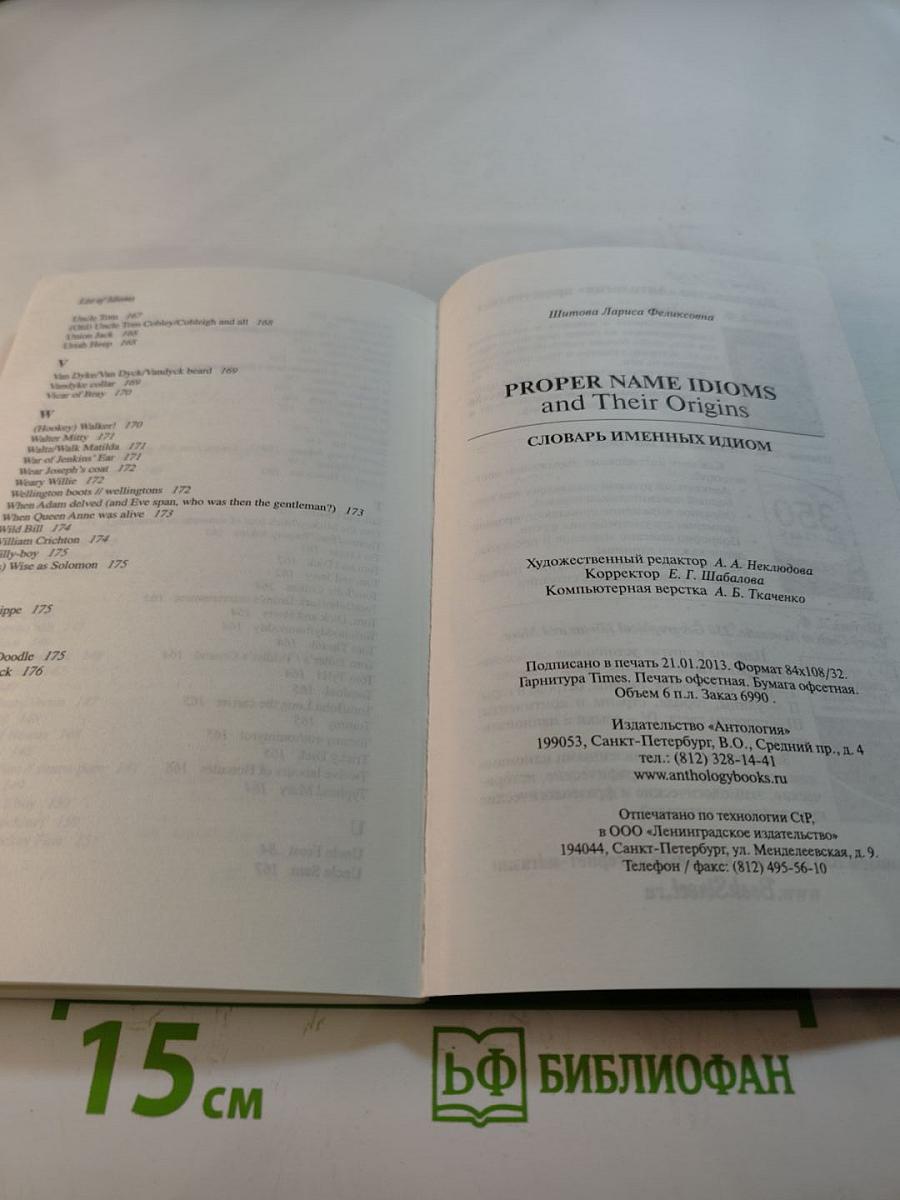 List of Idioms
Uncle Tom 167
(Old) Uncle Tom Cobley/Cobleigh and all 168
Union Jack 168
Uriah Heep 168
V
Van Dyke/Van Dyck/Vandyck beard 169
Vandyke collar 169
Vicar of Bray 170
W
(Hookey) Walker! 170
Walter Mitty 171
Waltz/Walk Matilda 171
War of Jenkins' Ear 171
Wear Joseph's coat 172
Weary Willie 172
Wellington boots // wellingtons 172
When Adam delved (and Eve span, who was then the gentleman?) 173
When Queen Anne was alive 173
Wild Bill 174
William Crichton 174
illy-boy 175
) Wise as Solomon 175
ippe 175
Doodle 175
ck 176
Шитова Лариса Феликсовна
PROPER NAME IDIOMS
and Their Origins
СЛОВАРЬ ИМЕННЫХ ИДИОМ
Художественный редактор А. А. Неклюдова
Корректор Е. Г. Шабалова
Компьютерная верстка А. Б. Ткаченко
Подписано в печать 21.01.2013. Формат 84х108/32.
Гарнитура Times. Печать офсетная. Бумага офсетная.
Объем 6 п.л. Заказ 6990 .
Издательство «Антология»
199053, Санкт-Петербург, В.О., Средний пр., д. 4
тел.: (812) 328-14-41
www.anthologybooks.ru
Отпечатано по технологии CtP,
в ООО «Ленинградское издательство»
194044, Санкт-Петербург, ул. Менделеевская, д. 9.
Телефон / факс: (812) 495-56-10
15 см
БФ БИБЛИОФАН